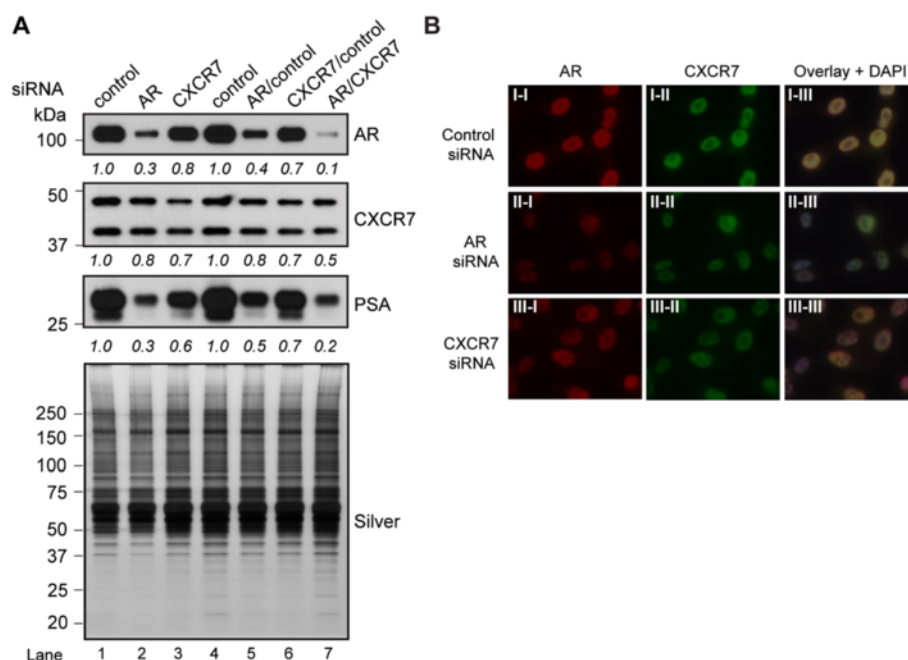 A
siRNA control AR CXCR7 control AR/control CXCR7/control AR/CXCR7
kDa
100 AR
1.0 0.3 0.8 1.0 0.4 0.7 0.1
50
CXCR7
37
1.0 0.8 0.7 1.0 0.8 0.7 0.5
PSA
25
1.0 0.3 0.6 1.0 0.5 0.7 0.2
250
150
100
75
50 Silver
37
25
20
Lane 1 2 3 4 5 6 7
B
AR CXCR7 Overlay + DAPI
I-I I-II I-III
Control
siRNA
II-I II-II II-III
AR
siRNA
III-I III-II III-III
CXCR7
siRNA